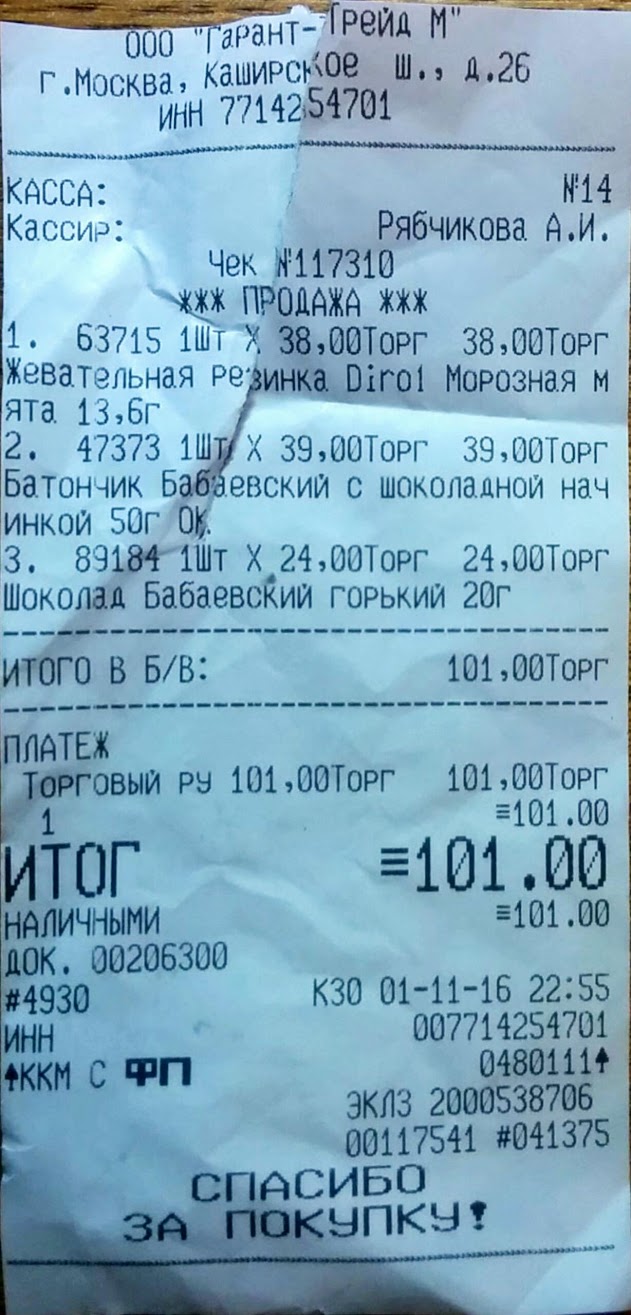 ООО "Гарант-Трейд М"
г.Москва, Каширское ш., д.26
ИНН 7714254701
КАССА: №14
Кассир: Рябчикова А.И.
Чек №117310
*** ПРОДАЖА ***
1. 63715 1шт X 38,00Торг 38,00Торг
Жевательная Резинка Dirol Морозная м
ята 13,6г
2. 47373 1шт X 39,00Торг 39,00Торг
Батончик Бабаевский с шоколадной нач
инкой 50г ОК.
3. 89184 1шт X 24,00Торг 24,00Торг
Шоколад Бабаевский горький 20г
ИТОГО В Б/В: 101,00Торг
ПЛАТЕЖ
Торговый РУ 101,00Торг 101,00Торг
1 ≡101.00
ИТОГ ≡101.00
НАЛИЧНЫМИ ≡101.00
ДОК. 00206300
#4930 К30 01-11-16 22:55
ИНН 007714254701
↑ККМ С ФП 0480111↑
ЭКЛЗ 2000538706
00117541 #041375
СПАСИБО
ЗА ПОКУПКУ!